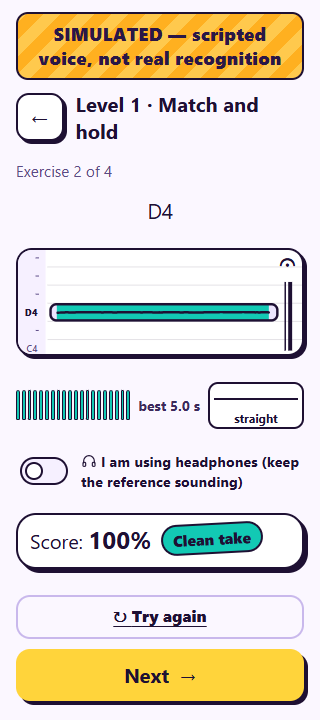 SIMULATED — scripted
voice, not real recognition
←
Level 1 · Match and
hold
Exercise 2 of 4
D4
D4
C4
best 5.0 s
straight
🎧 I am using headphones (keep
the reference sounding)
Score: 100% Clean take
↻ Try again
Next →